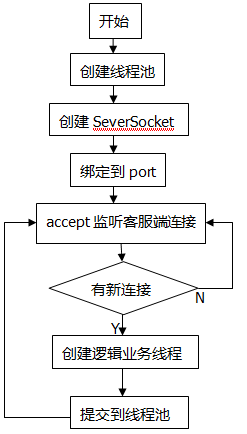 开始
创建线程池
创建 SeverSocket
绑定到 port
accept 监听客服端连接
有新连接
N
Y
创建逻辑业务线程
提交到线程池